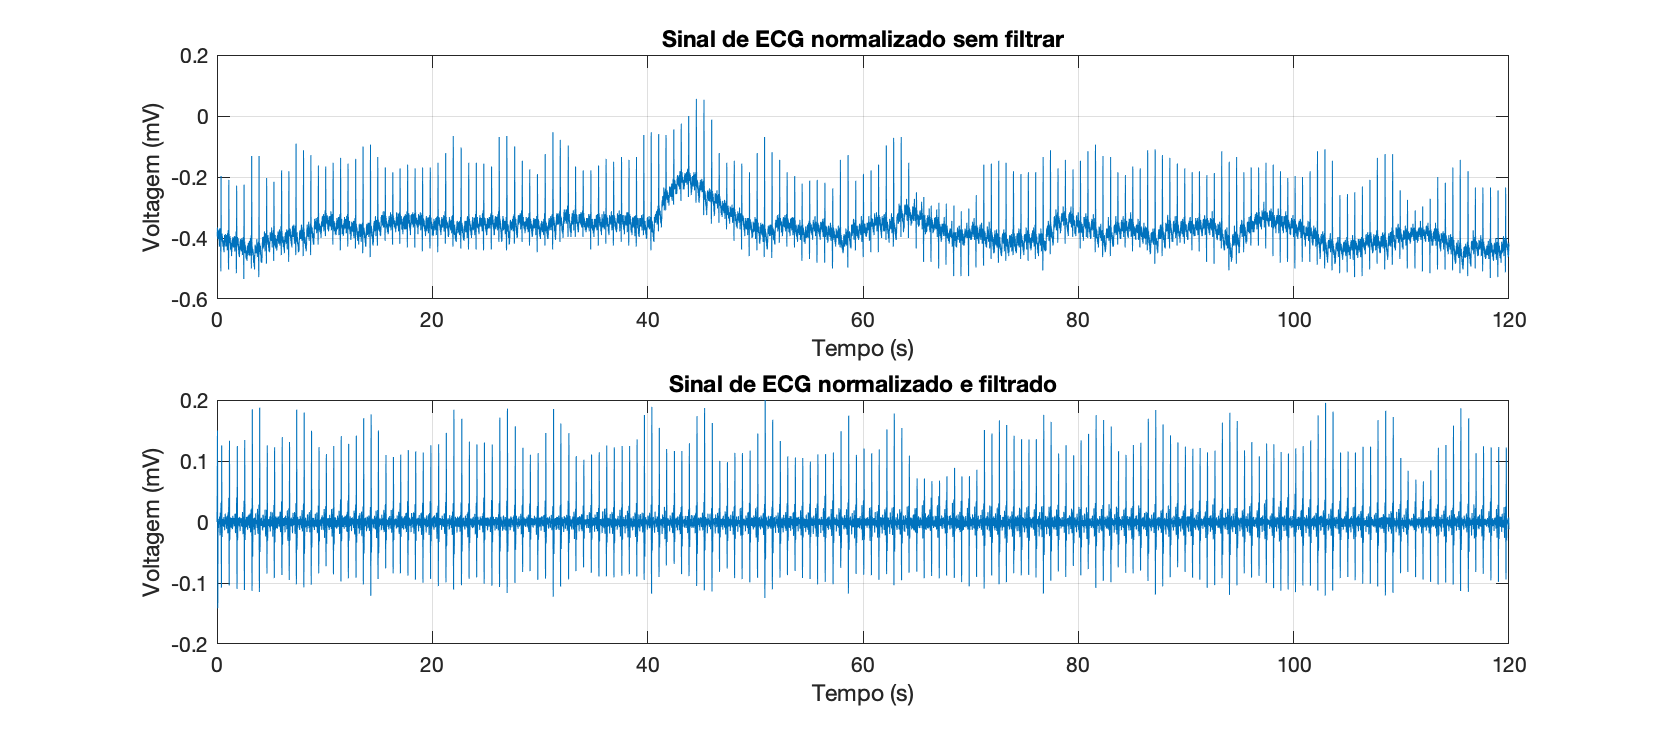 Sinal de ECG normalizado sem filtrar
0.2
0
-0.2
-0.4
-0.6
Voltagem (mV)
0 20 40 60 80 100 120
Tempo (s)
Sinal de ECG normalizado e filtrado
0.2
0.1
0
-0.1
-0.2
Voltagem (mV)
0 20 40 60 80 100 120
Tempo (s)